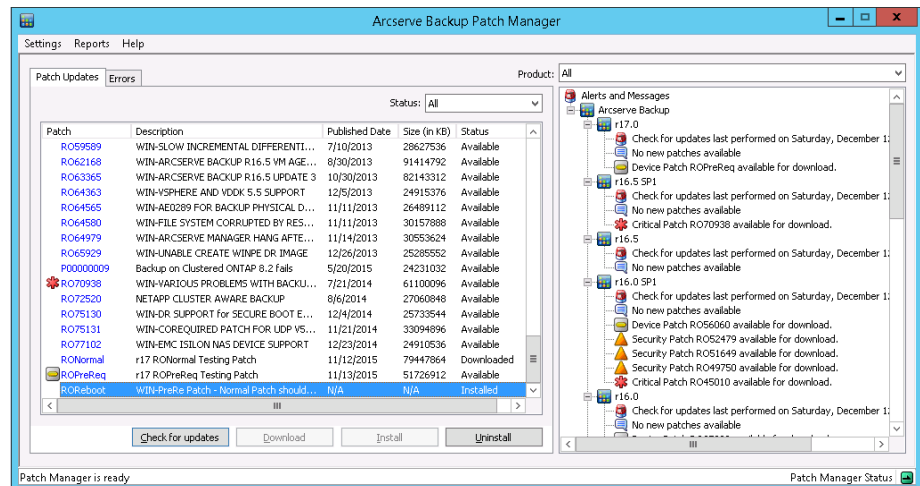 Arcserve Backup Patch Manager
Settings Reports Help
Patch Updates Errors
Product: All
Status: All
Patch Description Published Date Size (in KB) Status
RO59589 WIN-SLOW INCREMENTAL DIFFERENTI... 7/10/2013 28627536 Available
RO62168 WIN-ARCSERVE BACKUP R16.5 VM AGE... 8/30/2013 91414792 Available
RO63365 WIN-ARCSERVE BACKUP R16.5 UPDATE 3 10/30/2013 82143312 Available
RO64363 WIN-VSPHERE AND VDDK 5.5 SUPPORT 12/5/2013 24915376 Available
RO64565 WIN-AE0289 FOR BACKUP PHYSICAL D... 11/11/2013 26489112 Available
RO64580 WIN-FILE SYSTEM CORRUPTED BY RES... 11/11/2013 30157888 Available
RO64979 WIN-ARCSERVE MANAGER HANG AFTE... 11/14/2013 30553624 Available
RO65929 WIN-UNABLE CREATE WINPE DR IMAGE 12/26/2013 25285552 Available
P00000009 Backup on Clustered ONTAP 8.2 fails 5/20/2015 24231032 Available
RO70938 WIN-VARIOUS PROBLEMS WITH BACKU... 7/21/2014 61100096 Available
RO72520 NETAPP CLUSTER AWARE BACKUP 8/6/2014 27060848 Available
RO75130 WIN-DR SUPPORT for SECURE BOOT E... 12/4/2014 25733544 Available
RO75131 WIN-COREQUIRED PATCH FOR UDP V5... 11/21/2014 33094896 Available
RO77102 WIN-EMC ISILON NAS DEVICE SUPPORT 12/23/2014 24910536 Available
RONormal r17 RONormal Testing Patch 11/12/2015 79447864 Downloaded
ROPreReq r17 ROPreReq Testing Patch 11/13/2015 51726912 Available
ROReboot WIN-PreRe Patch - Normal Patch should... N/A N/A Installed
Check for updates Download Install Uninstall
Alerts and Messages
Arcserve Backup
r17.0
Check for updates last performed on Saturday, December 1
No new patches available
Device Patch ROPreReq available for download.
r16.5 SP1
Check for updates last performed on Saturday, December 1
No new patches available
Critical Patch RO70938 available for download.
r16.5
Check for updates last performed on Saturday, December 1
No new patches available
r16.0 SP1
Check for updates last performed on Saturday, December 1
No new patches available
Device Patch RO56060 available for download.
Security Patch RO52479 available for download.
Security Patch RO51649 available for download.
Security Patch RO49750 available for download.
Critical Patch RO45010 available for download.
r16.0
Check for updates last performed on Saturday, December 1
No new patches available
Patch Manager is ready
Patch Manager Status